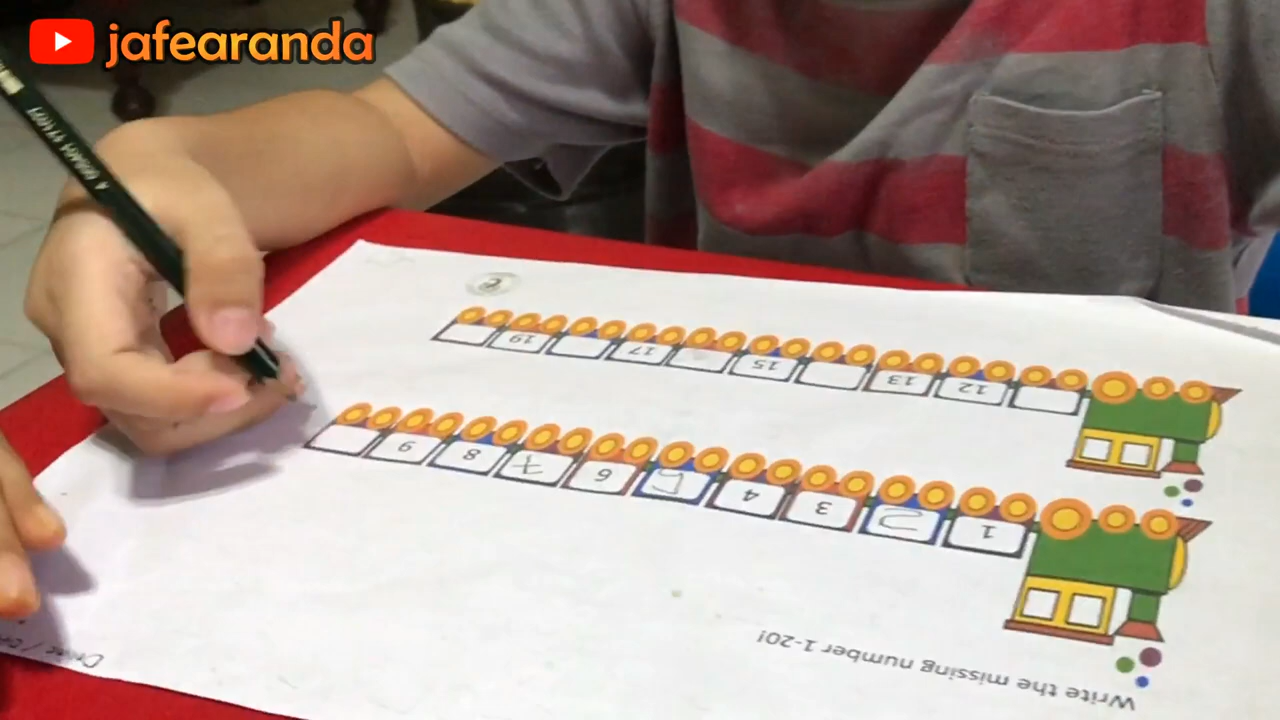 jafearanda
Write the missing number 1-20!
1 2 3 4 5 6 7 8 9
12 13 15 17 19